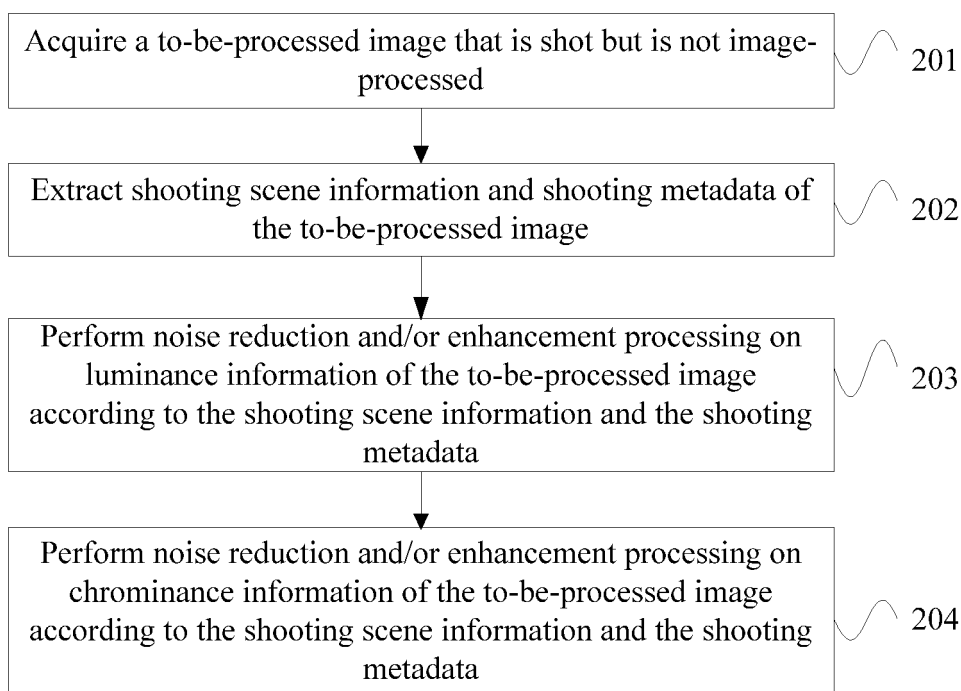 Acquire a to-be-processed image that is shot but is not image-
processed
201
Extract shooting scene information and shooting metadata of
the to-be-processed image
202
Perform noise reduction and/or enhancement processing on
luminance information of the to-be-processed image
according to the shooting scene information and the shooting
metadata
203
Perform noise reduction and/or enhancement processing on
chrominance information of the to-be-processed image
according to the shooting scene information and the shooting
metadata
204